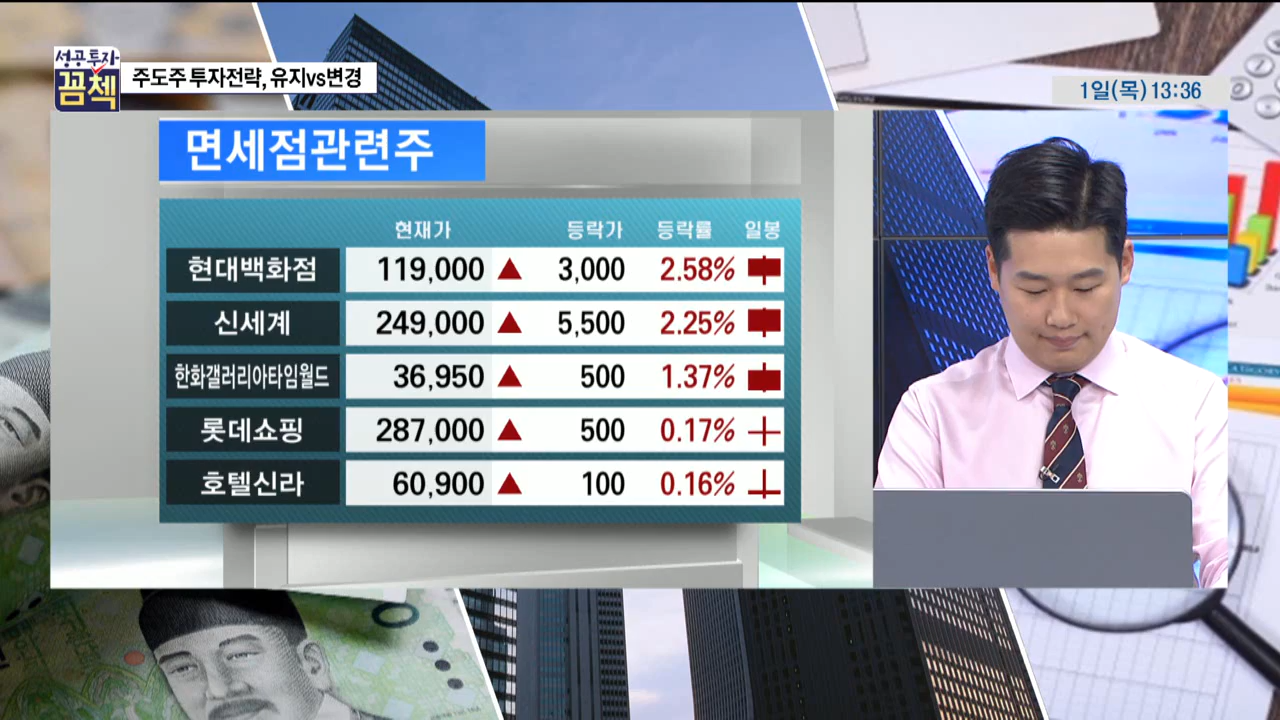 성공투자
꼼첵
주도주 투자전략, 유지vs변경
1일(목) 13:36
면세점관련주
현재가 등락가 등락률 일봉
현대백화점 119,000 ▲ 3,000 2.58%
신세계 249,000 ▲ 5,500 2.25%
한화갤러리아타임월드 36,950 ▲ 500 1.37%
롯데쇼핑 287,000 ▲ 500 0.17%
호텔신라 60,900 ▲ 100 0.16%